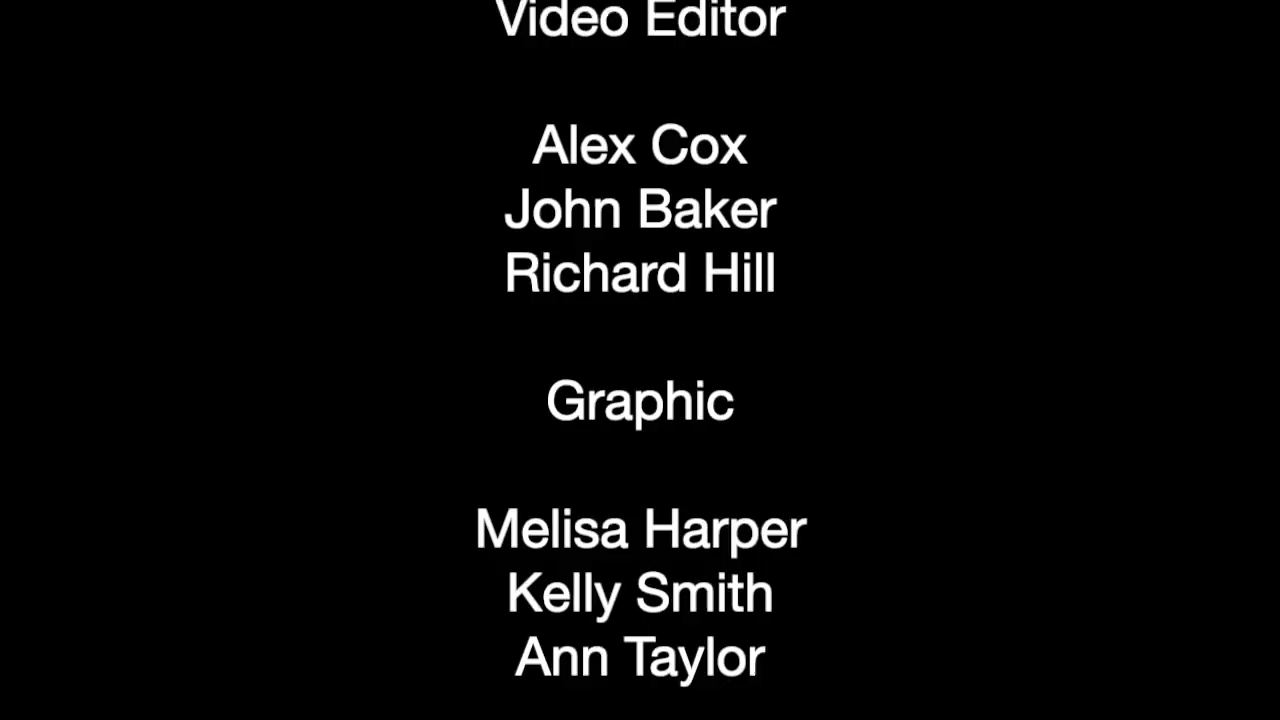 Video Editor
Alex Cox
John Baker
Richard Hill
Graphic
Melisa Harper
Kelly Smith
Ann Taylor